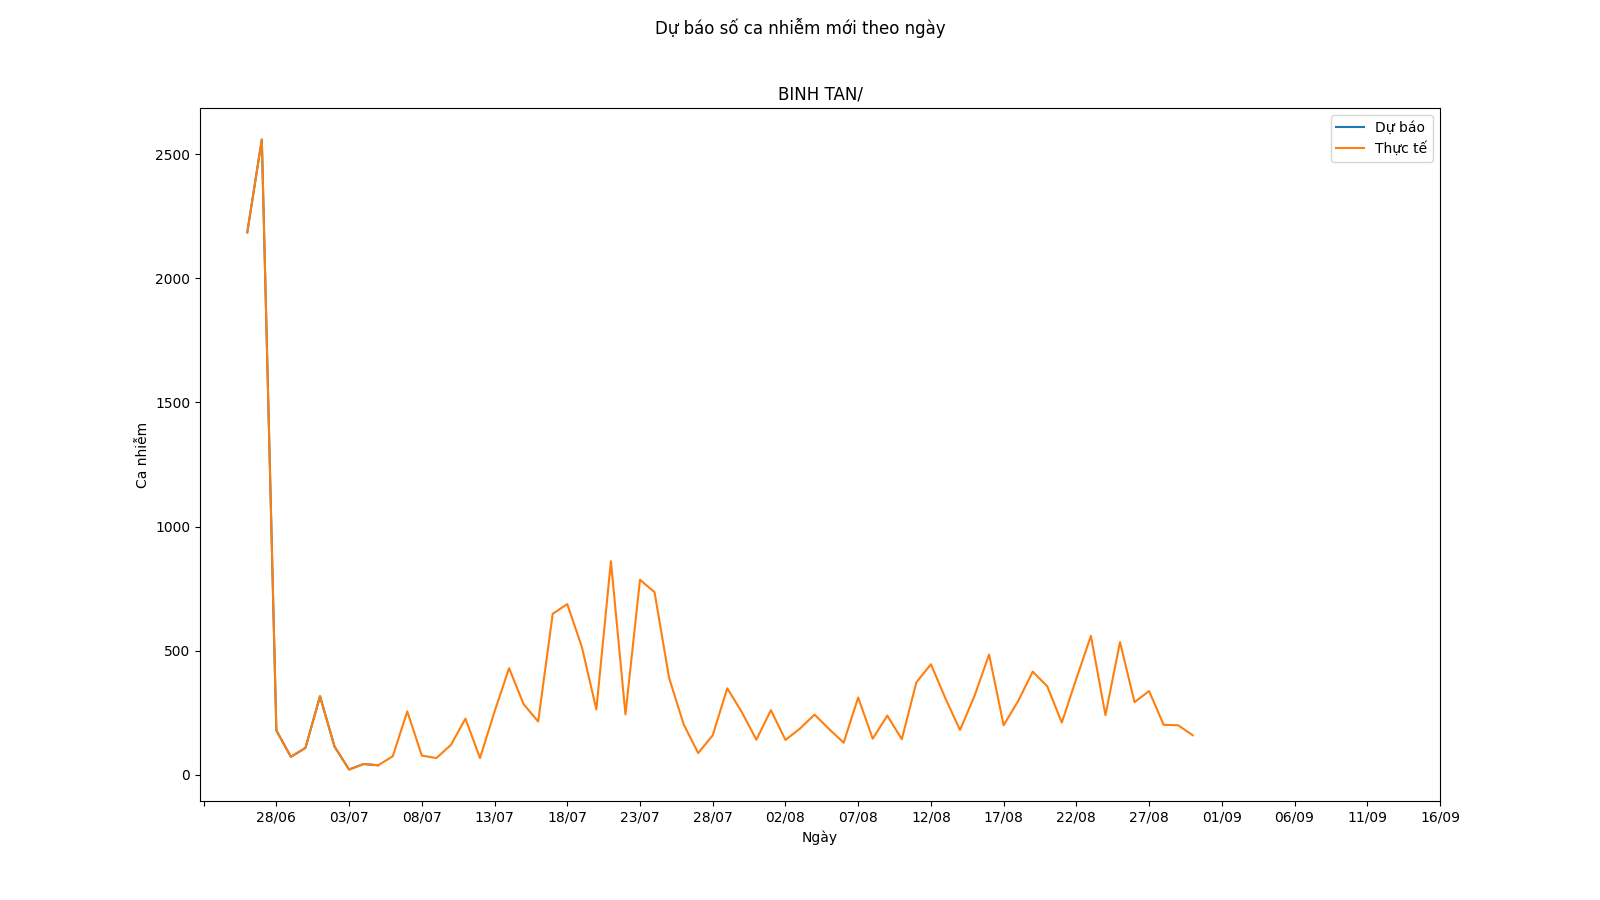 Dự báo số ca nhiễm mới theo ngày
BINH TAN/
Dự báo
Thực tế
2500
2000
1500
1000
500
0
Ca nhiễm
28/06 03/07 08/07 13/07 18/07 23/07 28/07 02/08 07/08 12/08 17/08 22/08 27/08 01/09 06/09 11/09 16/09
Ngày